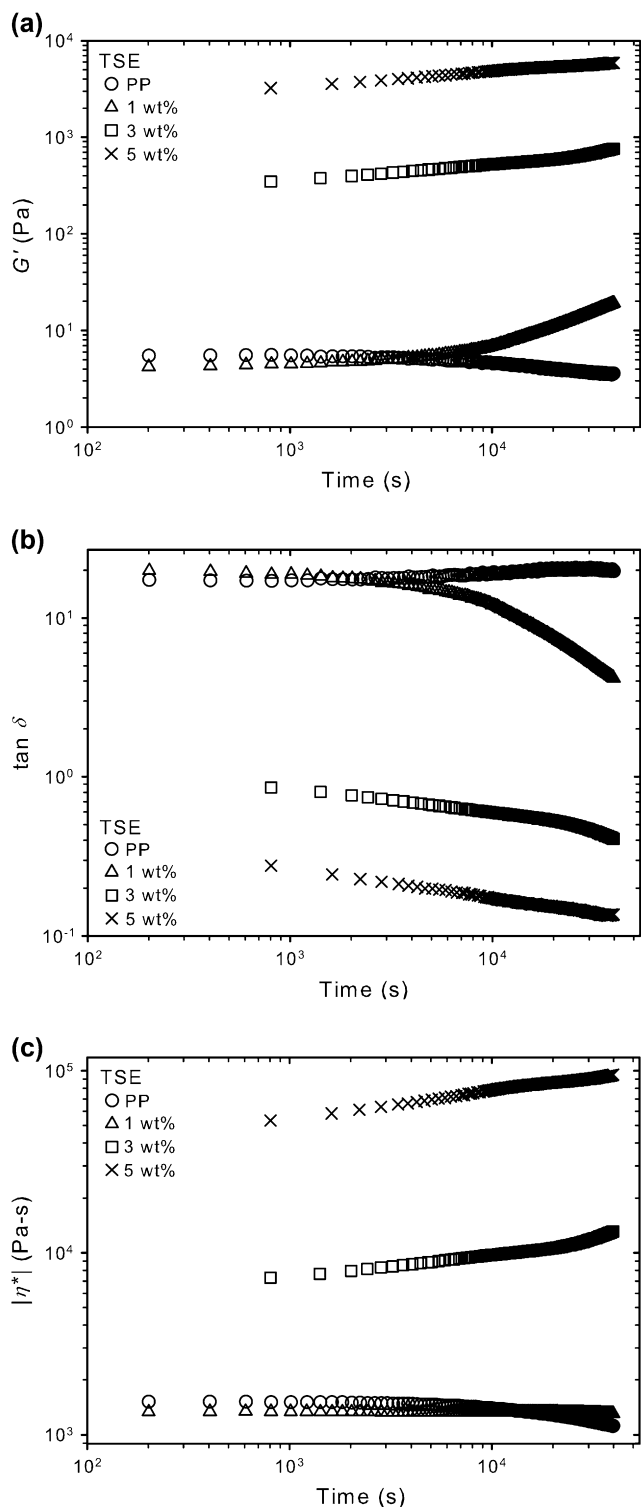 (a)
10⁴
TSE
PP
1 wt%
3 wt%
5 wt%
10³
G' (Pa)
10²
10¹
10⁰
10² 10³ 10⁴
Time (s)
(b)
10¹
tan δ
10⁰
TSE
PP
1 wt%
3 wt%
5 wt%
10⁻¹
10² 10³ 10⁴
Time (s)
(c)
10⁵
TSE
PP
1 wt%
3 wt%
5 wt%
|η*| (Pa-s)
10⁴
10³
10² 10³ 10⁴
Time (s)